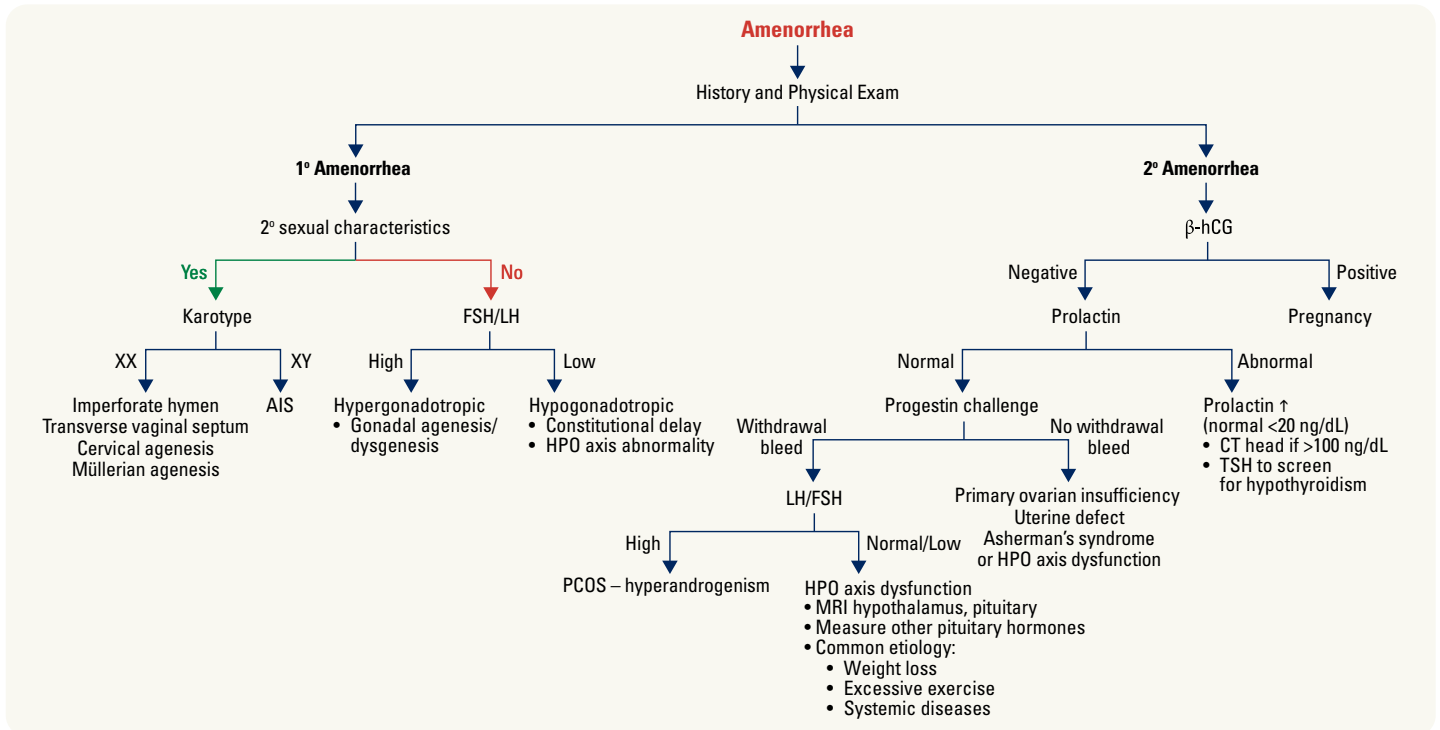 Amenorrhea
History and Physical Exam
1º Amenorrhea
2º Amenorrhea
2º sexual characteristics
β-hCG
Yes
No
Negative
Positive
Karotype
FSH/LH
Prolactin
Pregnancy
XX
XY
High
Low
Normal
Abnormal
Imperforate hymen
Transverse vaginal septum
Cervical agenesis
Müllerian agenesis
AIS
Hypergonadotropic
• Gonadal agenesis/
dysgenesis
Hypogonadotropic
• Constitutional delay
• HPO axis abnormality
Progestin challenge
Prolactin ↑
(normal <20 ng/dL)
• CT head if >100 ng/dL
• TSH to screen
for hypothyroidism
Withdrawal
bleed
No withdrawal
bleed
LH/FSH
Primary ovarian insufficiency
Uterine defect
Asherman's syndrome
or HPO axis dysfunction
High
Normal/Low
PCOS – hyperandrogenism
HPO axis dysfunction
• MRI hypothalamus, pituitary
• Measure other pituitary hormones
• Common etiology:
• Weight loss
• Excessive exercise
• Systemic diseases